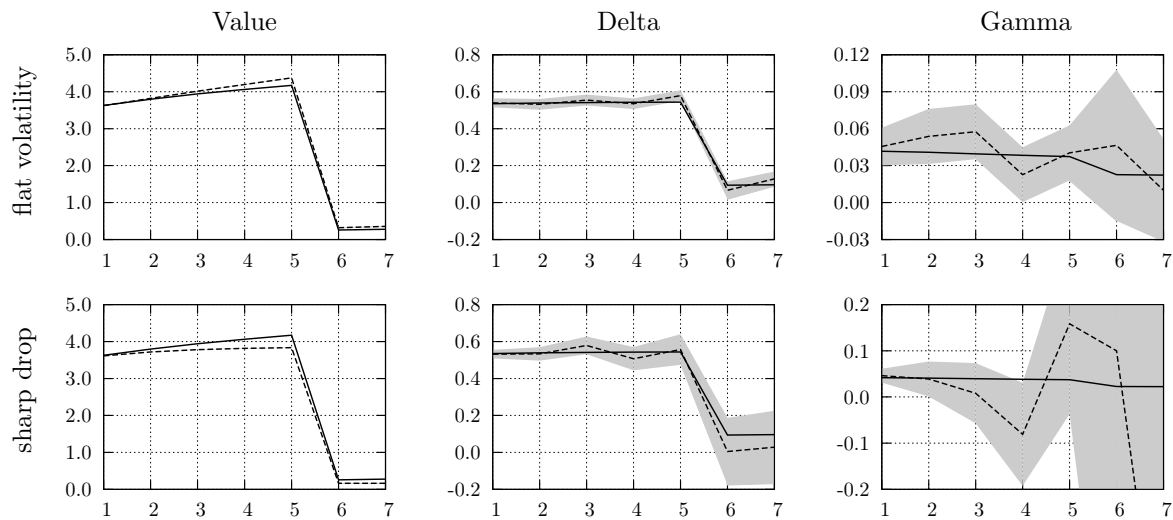 Value Delta Gamma
flat volatility
5.0 0.8 0.12
4.0 0.6 0.09
3.0 0.4 0.06
2.0 0.2 0.03
1.0 0.0 0.00
0.0 -0.2 -0.03
1 2 3 4 5 6 7 1 2 3 4 5 6 7 1 2 3 4 5 6 7
sharp drop
5.0 0.8 0.2
4.0 0.6 0.1
3.0 0.4 0.0
2.0 0.2 -0.1
1.0 0.0 -0.2
0.0 -0.2
1 2 3 4 5 6 7 1 2 3 4 5 6 7 1 2 3 4 5 6 7